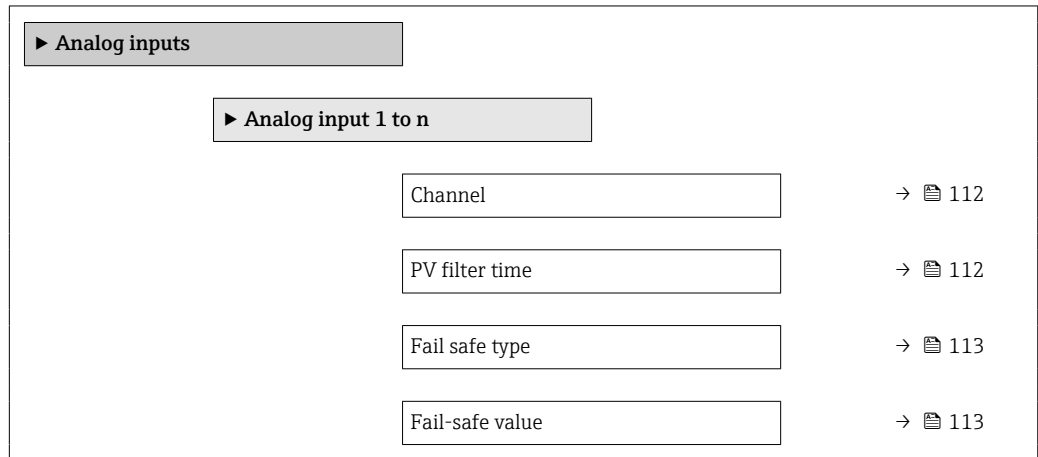 ► Analog inputs
► Analog input 1 to n
Channel → 112
PV filter time → 112
Fail safe type → 113
Fail-safe value → 113